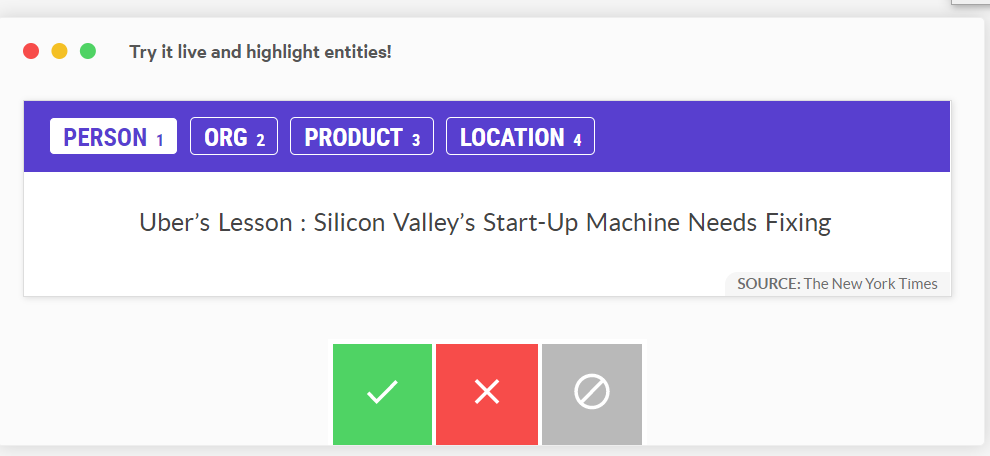 Try it live and highlight entities!
PERSON 1 ORG 2 PRODUCT 3 LOCATION 4
Uber’s Lesson : Silicon Valley’s Start-Up Machine Needs Fixing
SOURCE: The New York Times